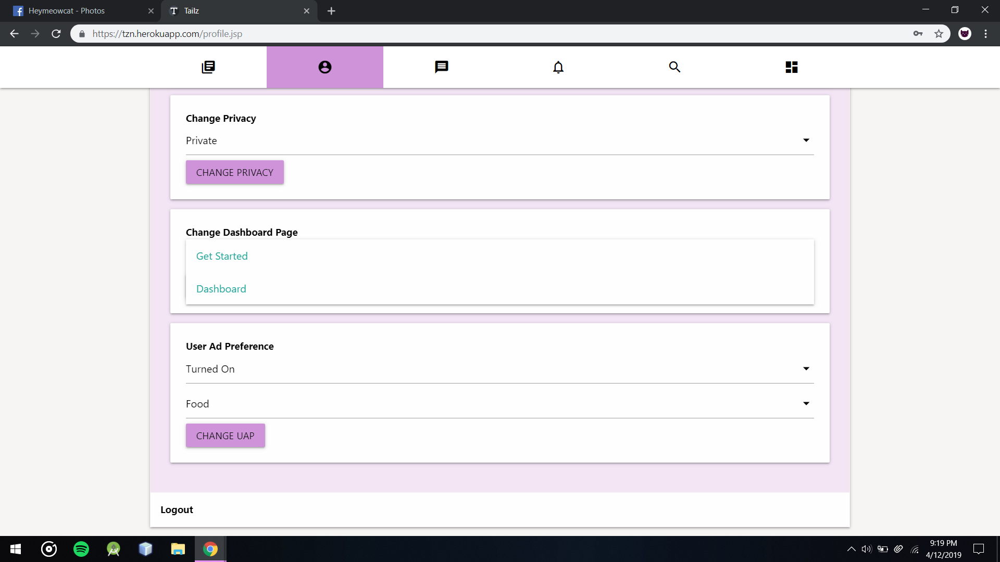 Heymeowcat - Photos
Tailz
https://tzn.herokuapp.com/profile.jsp
Change Privacy
Private
CHANGE PRIVACY
Change Dashboard Page
Get Started
Dashboard
User Ad Preference
Turned On
Food
CHANGE UAP
Logout
9:19 PM
4/12/2019